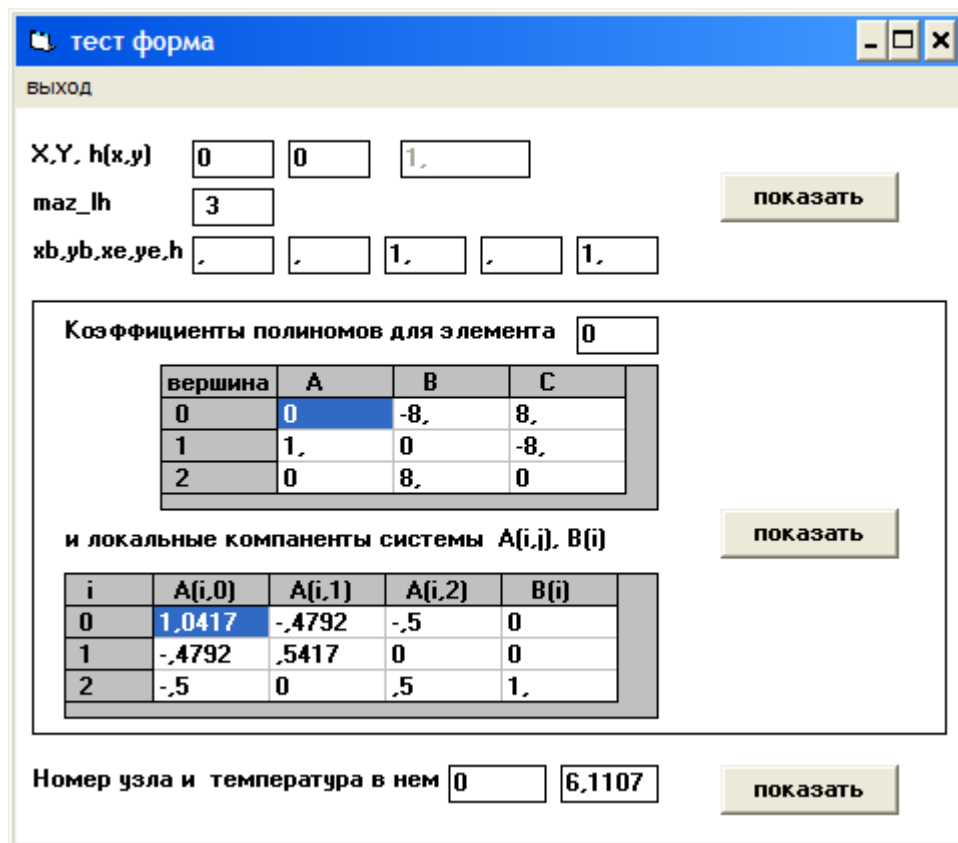 тест форма
выход
X,Y, h(x,y) 0 0 1,
показать
maz_lh 3
xb,yb,xe,ye,h , , 1, , 1,
Коэффициенты полиномов для элемента 0
вершина A B C
0 0 -8, 8,
1 1, 0 -8,
2 0 8, 0
и локальные компаненты системы A(i,j), B(i)
показать
i A(i,0) A(i,1) A(i,2) B(i)
0 1,0417 -,4792 -,5 0
1 -,4792 ,5417 0 0
2 -,5 0 ,5 1,
Номер узла и температура в нем 0 6,1107
показать